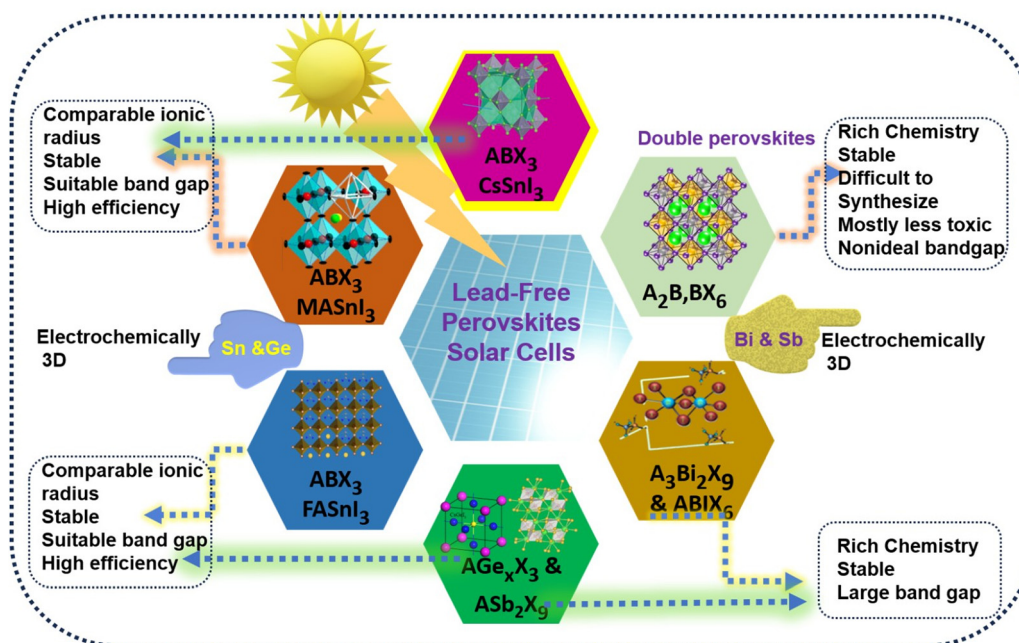 Comparable ionic
radius
Stable
Suitable band gap
High efficiency
ABX₃
CsSnI₃
Double perovskites
Rich Chemistry
Stable
Difficult to
Synthesize
Mostly less toxic
Nonideal bandgap
ABX₃
MASnI₃
A₂B,BX₆
Lead-Free
Perovskites
Solar Cells
Electrochemically
3D
Sn &Ge
Bi & Sb
Electrochemically
3D
ABX₃
FASnI₃
A₃Bi₂X₉
& ABIX₆
Comparable ionic
radius
Stable
Suitable band gap
High efficiency
AGeₓX₃ &
ASb₂X₉
Rich Chemistry
Stable
Large band gap